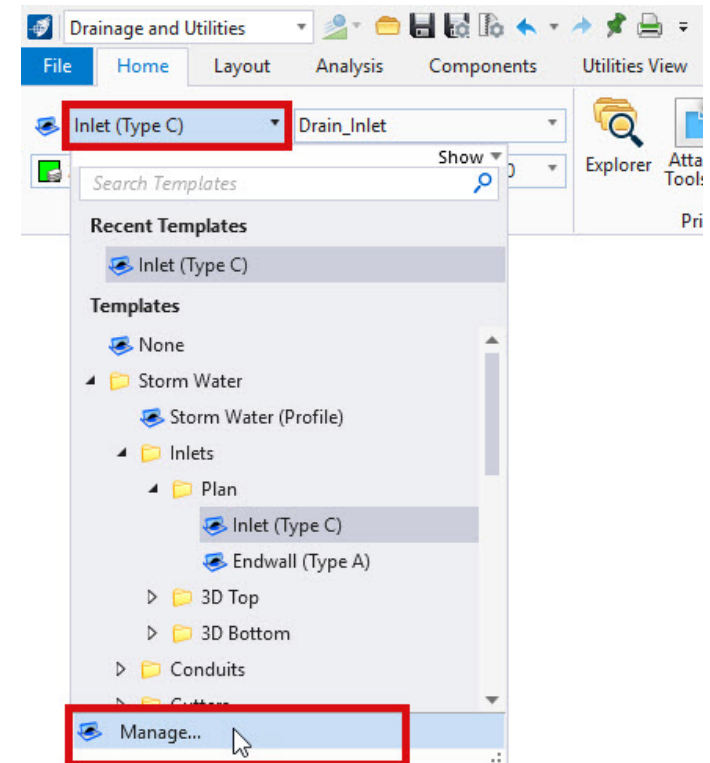 Drainage and Utilities
File Home Layout Analysis Components Utilities View
Inlet (Type C) Drain_Inlet
Explorer
Show
Search Templates
Recent Templates
Inlet (Type C)
Templates
None
Storm Water
Storm Water (Profile)
Inlets
Plan
Inlet (Type C)
Endwall (Type A)
3D Top
3D Bottom
Conduits
Manage...